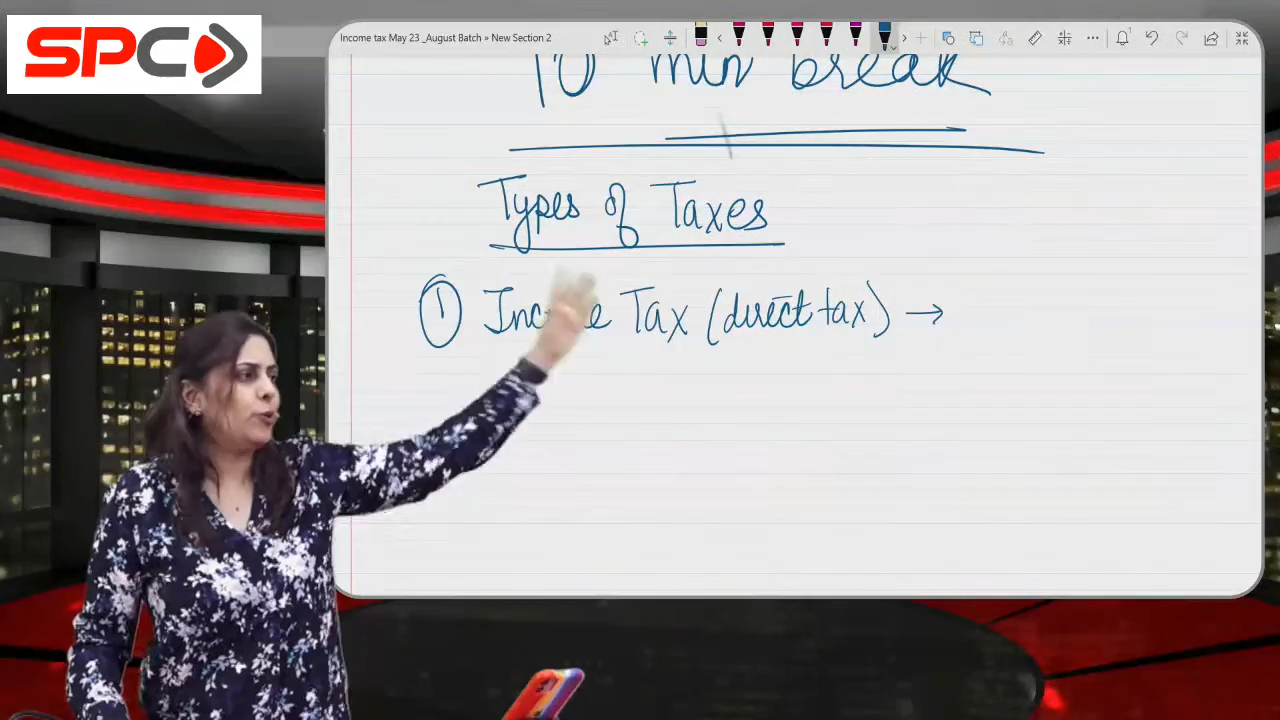 SPC
Income tax May 23 _August Batch » New Section 2
10 min break
Types of Taxes
① Income Tax (direct tax) →